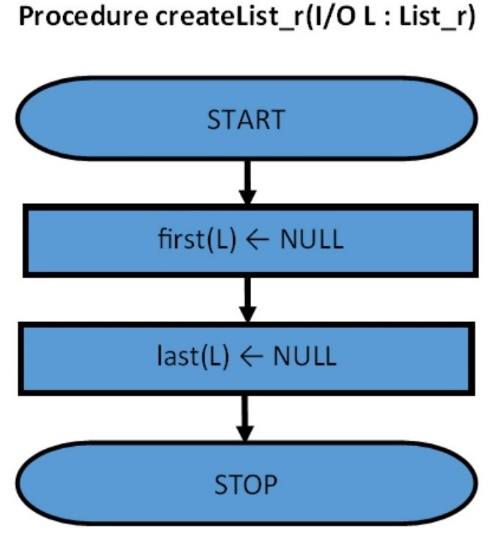 Procedure createList_r(I/O L : List_r)
START
first(L) ← NULL
last(L) ← NULL
STOP